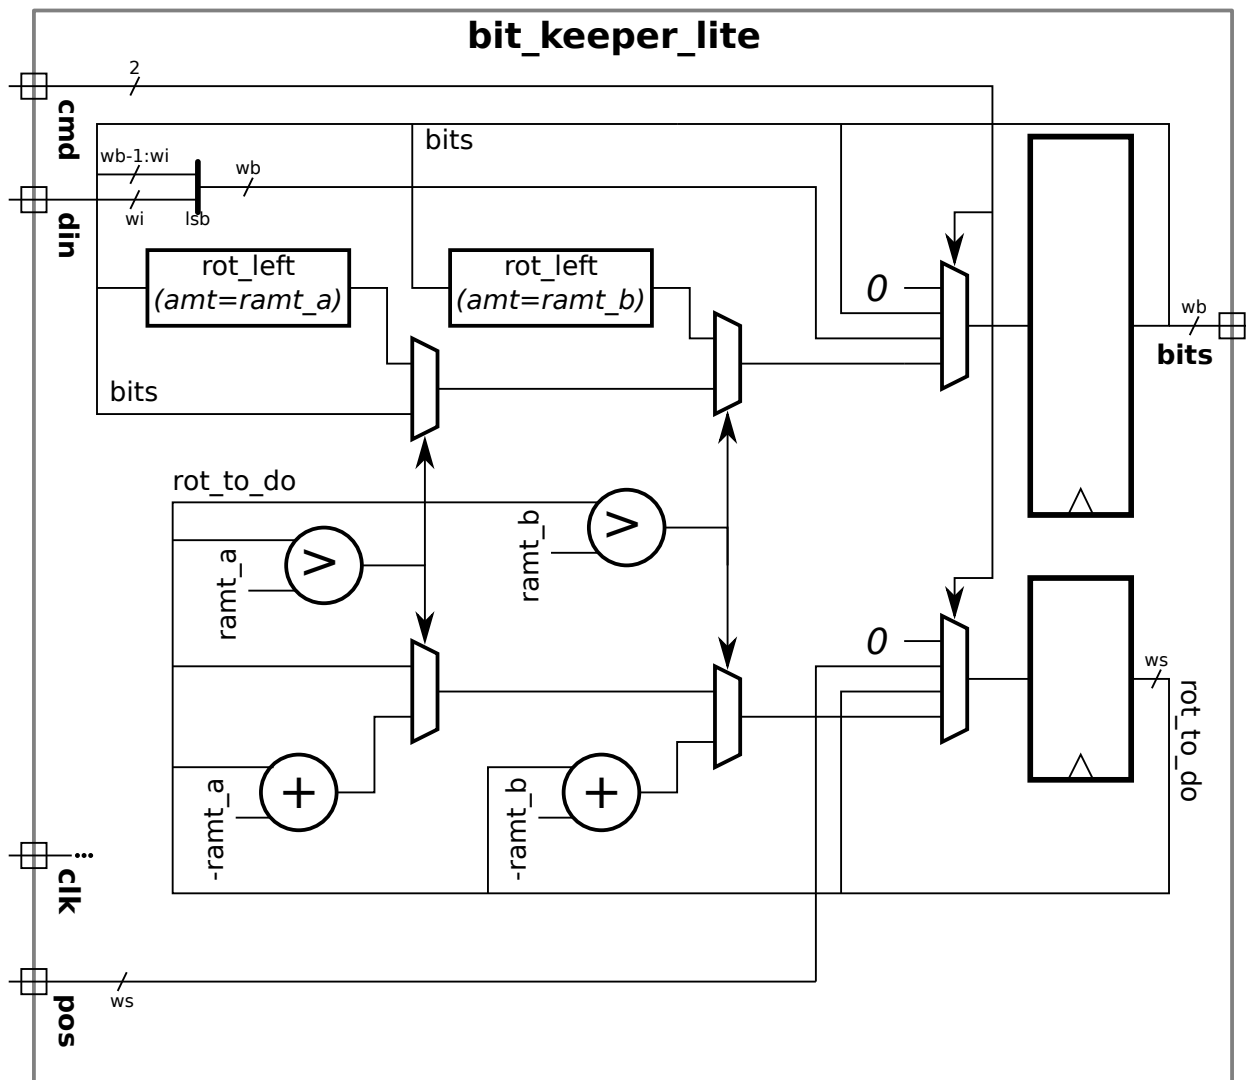 bit_keeper_lite
2
cmd
bits
wb-1:wi
wb
din
wi
lsb
rot_left
(amt=ramt_a)
rot_left
(amt=ramt_b)
0
wb
bits
bits
rot_to_do
>
ramt_a
>
ramt_b
0
ws
rot_to_do
+
-ramt_a
+
-ramt_b
clk
ws
pos